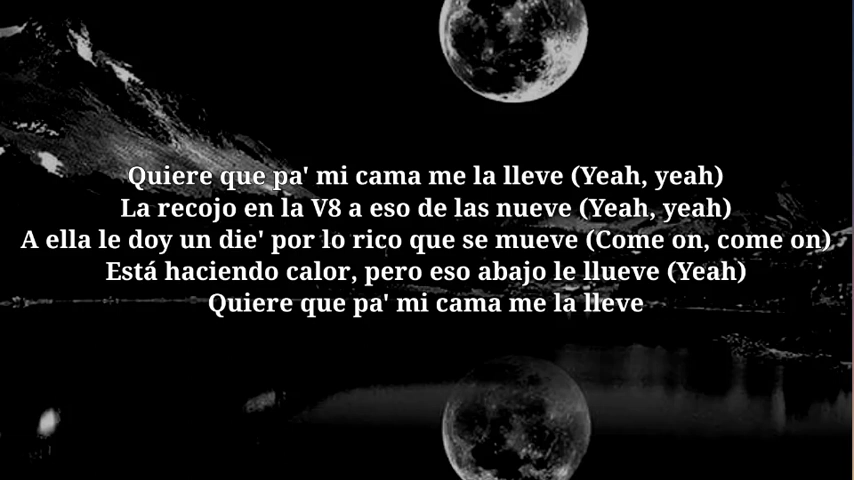 Quiere que pa' mi cama me la lleve (Yeah, yeah)
La recojo en la V8 a eso de las nueve (Yeah, yeah)
A ella le doy un die' por lo rico que se mueve (Come on, come on)
Está haciendo calor, pero eso abajo le llueve (Yeah)
Quiere que pa' mi cama me la lleve